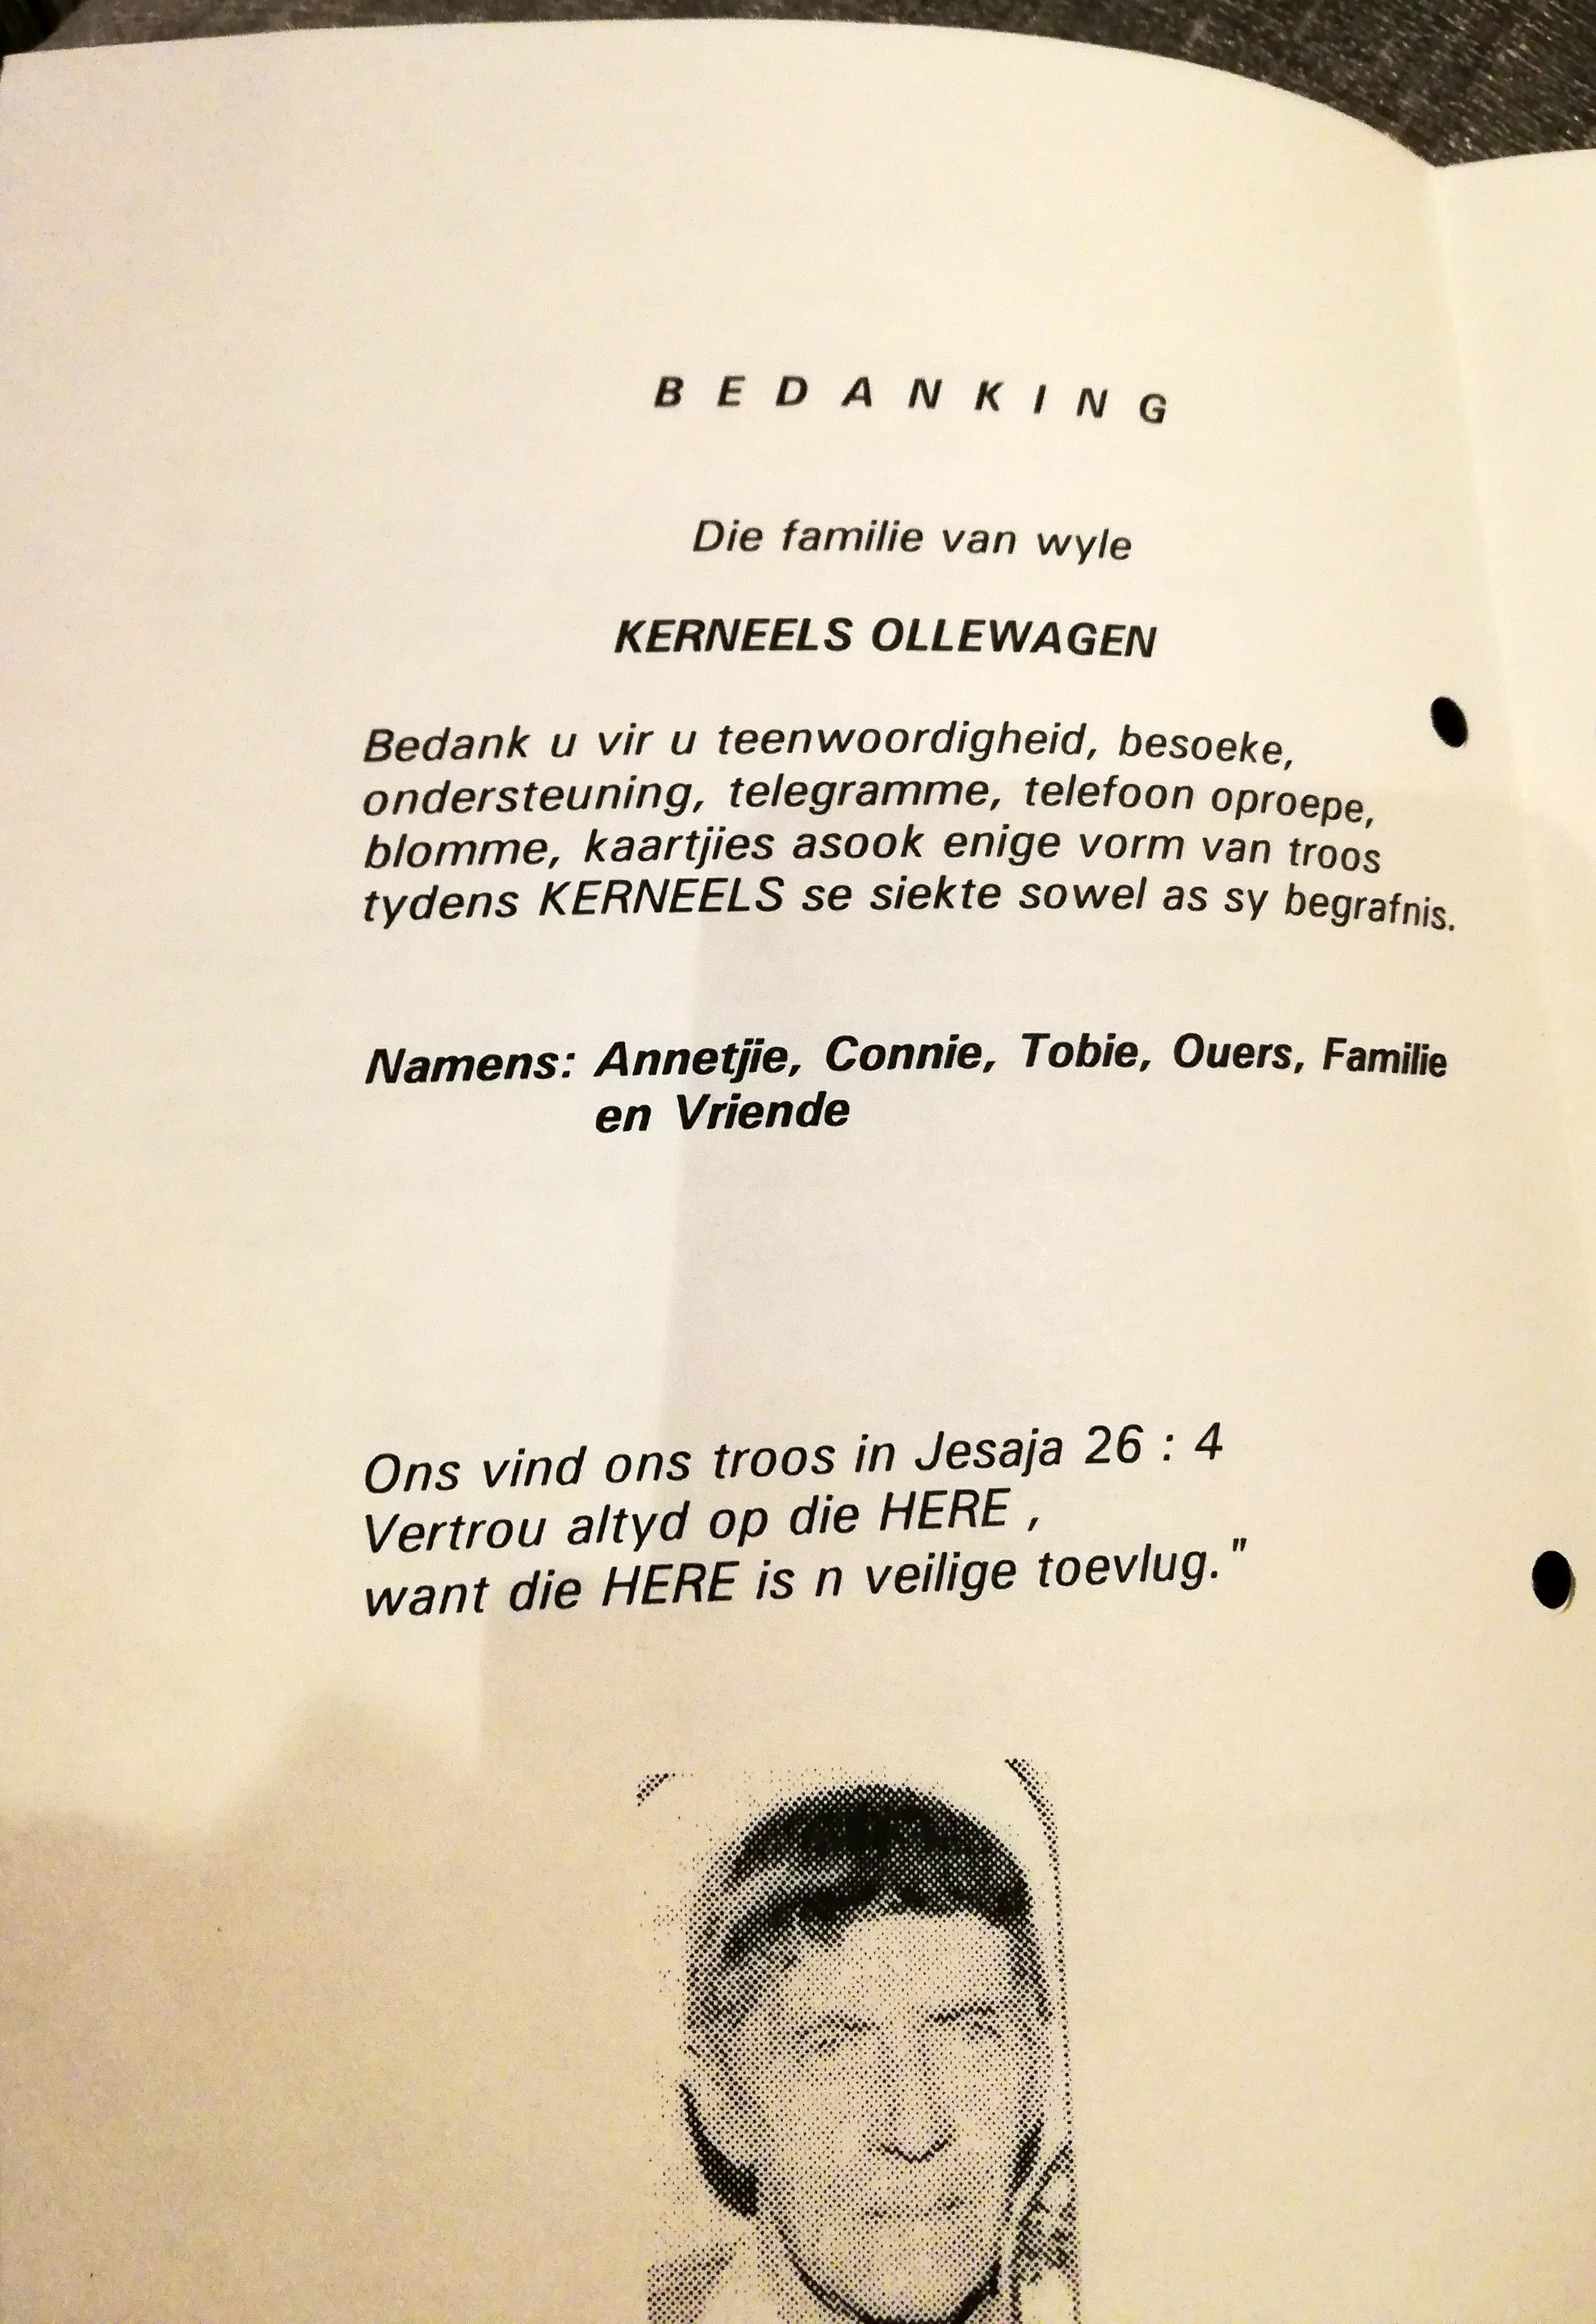 B E D A N K I N G
Die familie van wyle
KERNEELS OLLEWAGEN
Bedank u vir u teenwoordigheid, besoeke,
ondersteuning, telegramme, telefoon oproepe,
blomme, kaartjies asook enige vorm van troos
tydens KERNEELS se siekte sowel as sy begrafnis.
Namens: Annetjie, Connie, Tobie, Ouers, Familie
en Vriende
Ons vind ons troos in Jesaja 26 : 4
Vertrou altyd op die HERE ,
want die HERE is n veilige toevlug."